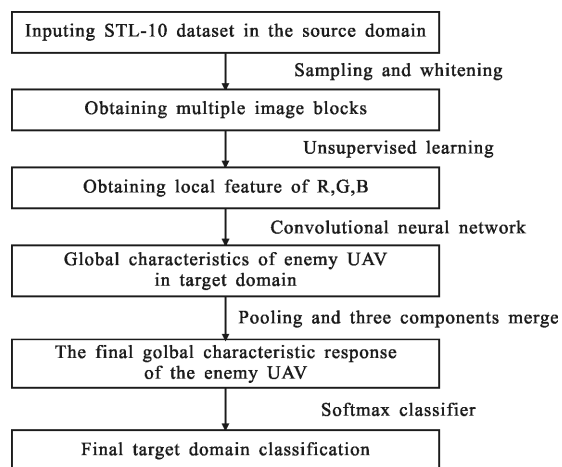 Inputing STL-10 dataset in the source domain
Sampling and whitening
Obtaining multiple image blocks
Unsupervised learning
Obtaining local feature of R,G,B
Convolutional neural network
Global characteristics of enemy UAV
in target domain
Pooling and three components merge
The final golbal characteristic response
of the enemy UAV
Softmax classifier
Final target domain classification